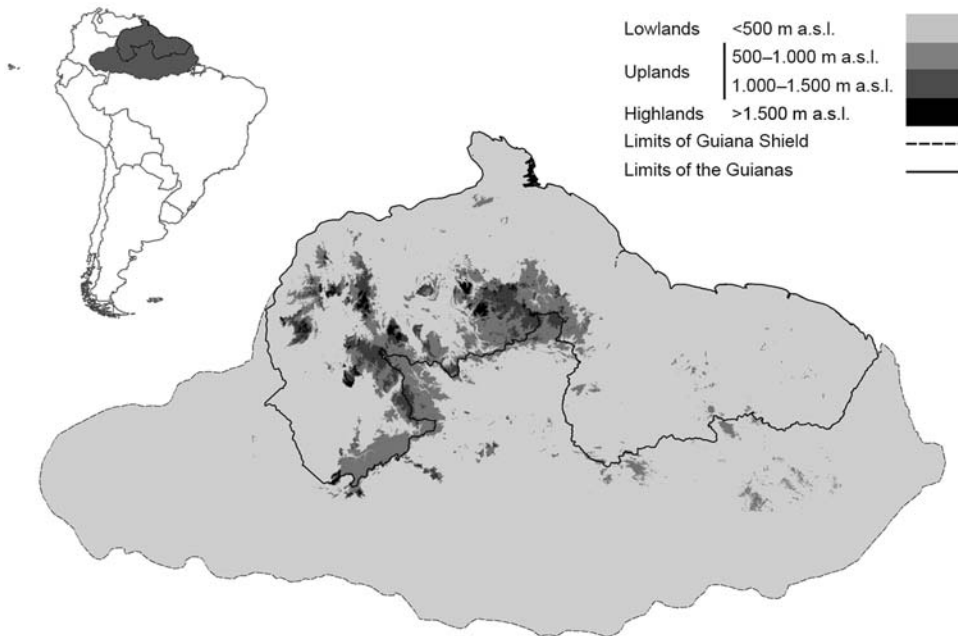 Lowlands <500 m a.s.l.
500–1.000 m a.s.l.
Uplands
1.000–1.500 m a.s.l.
Highlands >1.500 m a.s.l.
Limits of Guiana Shield
Limits of the Guianas